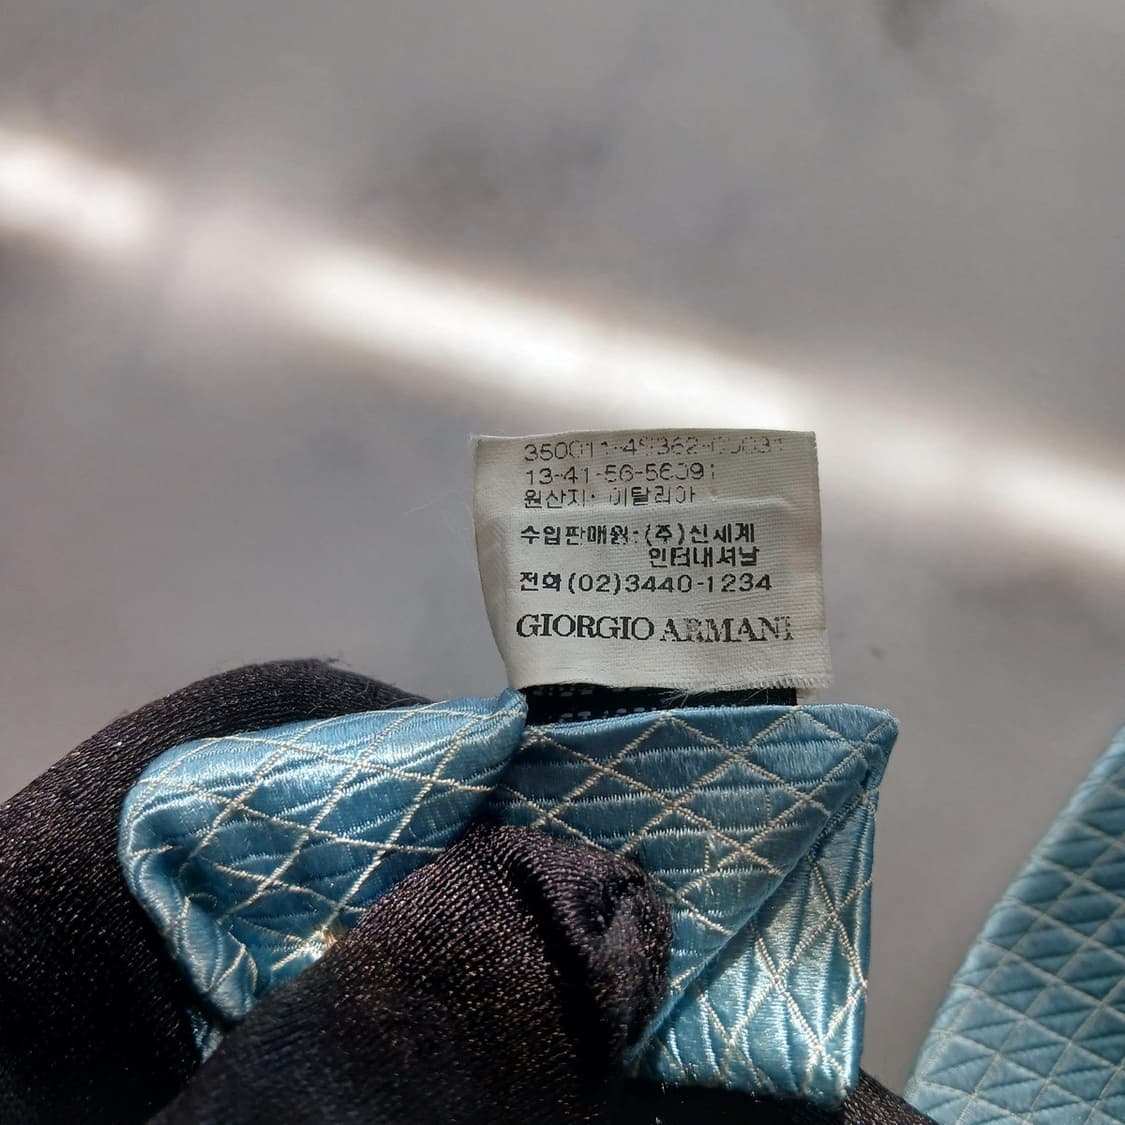 13-41-56-56091
원산지: 이탈리아
수입판매원:(주)신세계
인터내셔날
전화(02)3440-1234
GIORGIO ARMANI